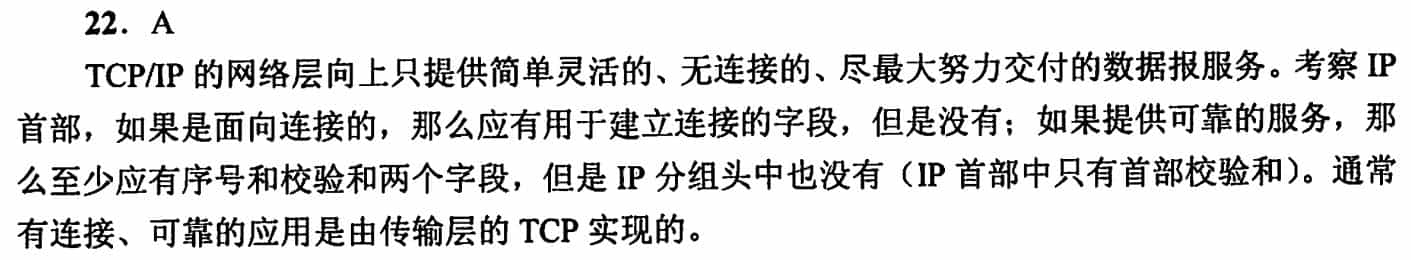 22. A
TCP/IP 的网络层向上只提供简单灵活的、无连接的、尽最大努力交付的数据报服务。考察 IP
首部，如果是面向连接的，那么应有用于建立连接的字段，但是没有；如果提供可靠的服务，那
么至少应有序号和校验和两个字段，但是 IP 分组头中也没有（IP 首部中只有首部校验和）。通常
有连接、可靠的应用是由传输层的 TCP 实现的。